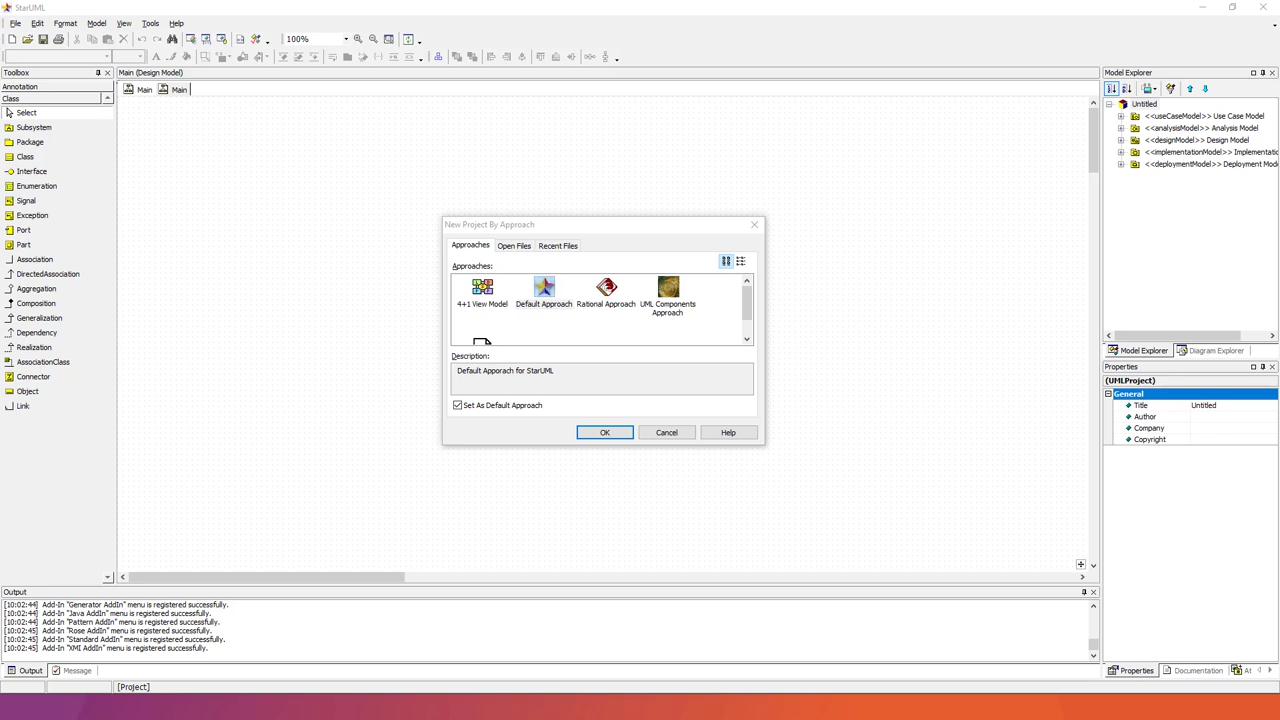 StarUML
File Edit Format Model View Tools Help
100%
Toolbox
Annotation
Class
Select
Subsystem
Package
Class
Interface
Enumeration
Signal
Exception
Port
Part
Association
DirectedAssociation
Aggregation
Composition
Generalization
Dependency
Realization
AssociationClass
Connector
Object
Link
Main (Design Model)
Main Main
New Project By Approach
Approaches Open Files Recent Files
Approaches:
4+1 View Model Default Approach Rational Approach UML Components
Approach
Description:
Default Apporach for StarUML
Set As Default Approach
OK Cancel Help
Model Explorer
Untitled
<<useCaseModel>> Use Case Model
<<analysisModel>> Analysis Model
<<designModel>> Design Model
<<implementationModel>> Implementatio
<<deploymentModel>> Deployment Mode
Model Explorer Diagram Explorer
Properties
(UMLProject)
General
Title Untitled
Author
Company
Copyright
Properties Documentation At
Output
[10:02:44] Add-In "Generator AddIn" menu is registered successfully.
[10:02:44] Add-In "Java AddIn" menu is registered successfully.
[10:02:44] Add-In "Pattern AddIn" menu is registered successfully.
[10:02:45] Add-In "Rose AddIn" menu is registered successfully.
[10:02:45] Add-In "Standard AddIn" menu is registered successfully.
[10:02:45] Add-In "XMI AddIn" menu is registered successfully.
Output Message
[Project]